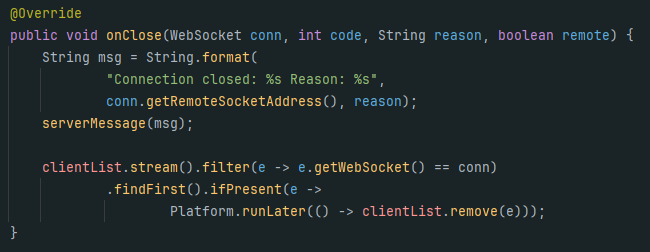 @Override
public void onClose(WebSocket conn, int code, String reason, boolean remote) {
    String msg = String.format(
            "Connection closed: %s Reason: %s",
            conn.getRemoteSocketAddress(), reason);
    serverMessage(msg);

    clientList.stream().filter(e -> e.getWebSocket() == conn)
            .findFirst().ifPresent(e ->
                    Platform.runLater(() -> clientList.remove(e)));
}